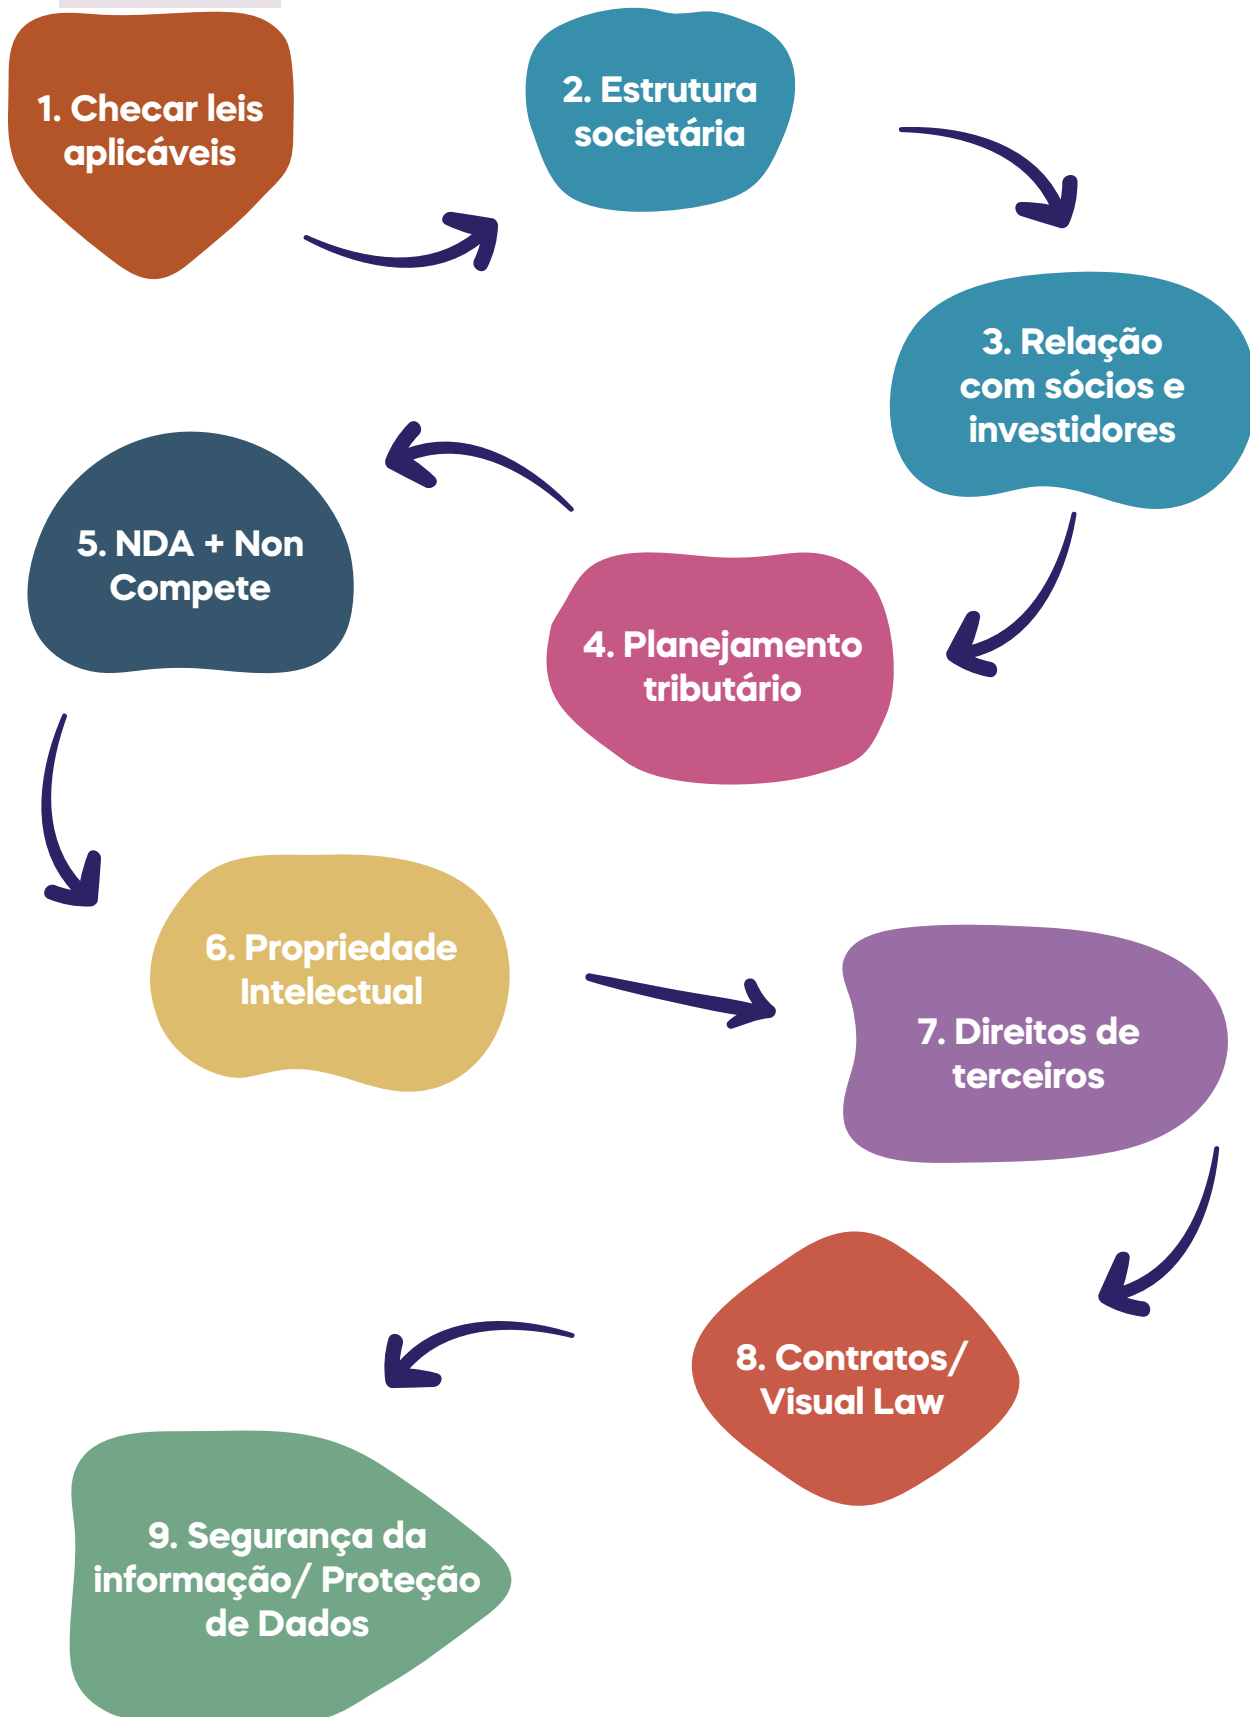 1. Checar leis
aplicáveis
2. Estrutura
societária
3. Relação
com sócios e
investidores
4. Planejamento
tributário
5. NDA + Non
Compete
6. Propriedade
Intelectual
7. Direitos de
terceiros
8. Contratos/
Visual Law
9. Segurança da
informação/ Proteção
de Dados